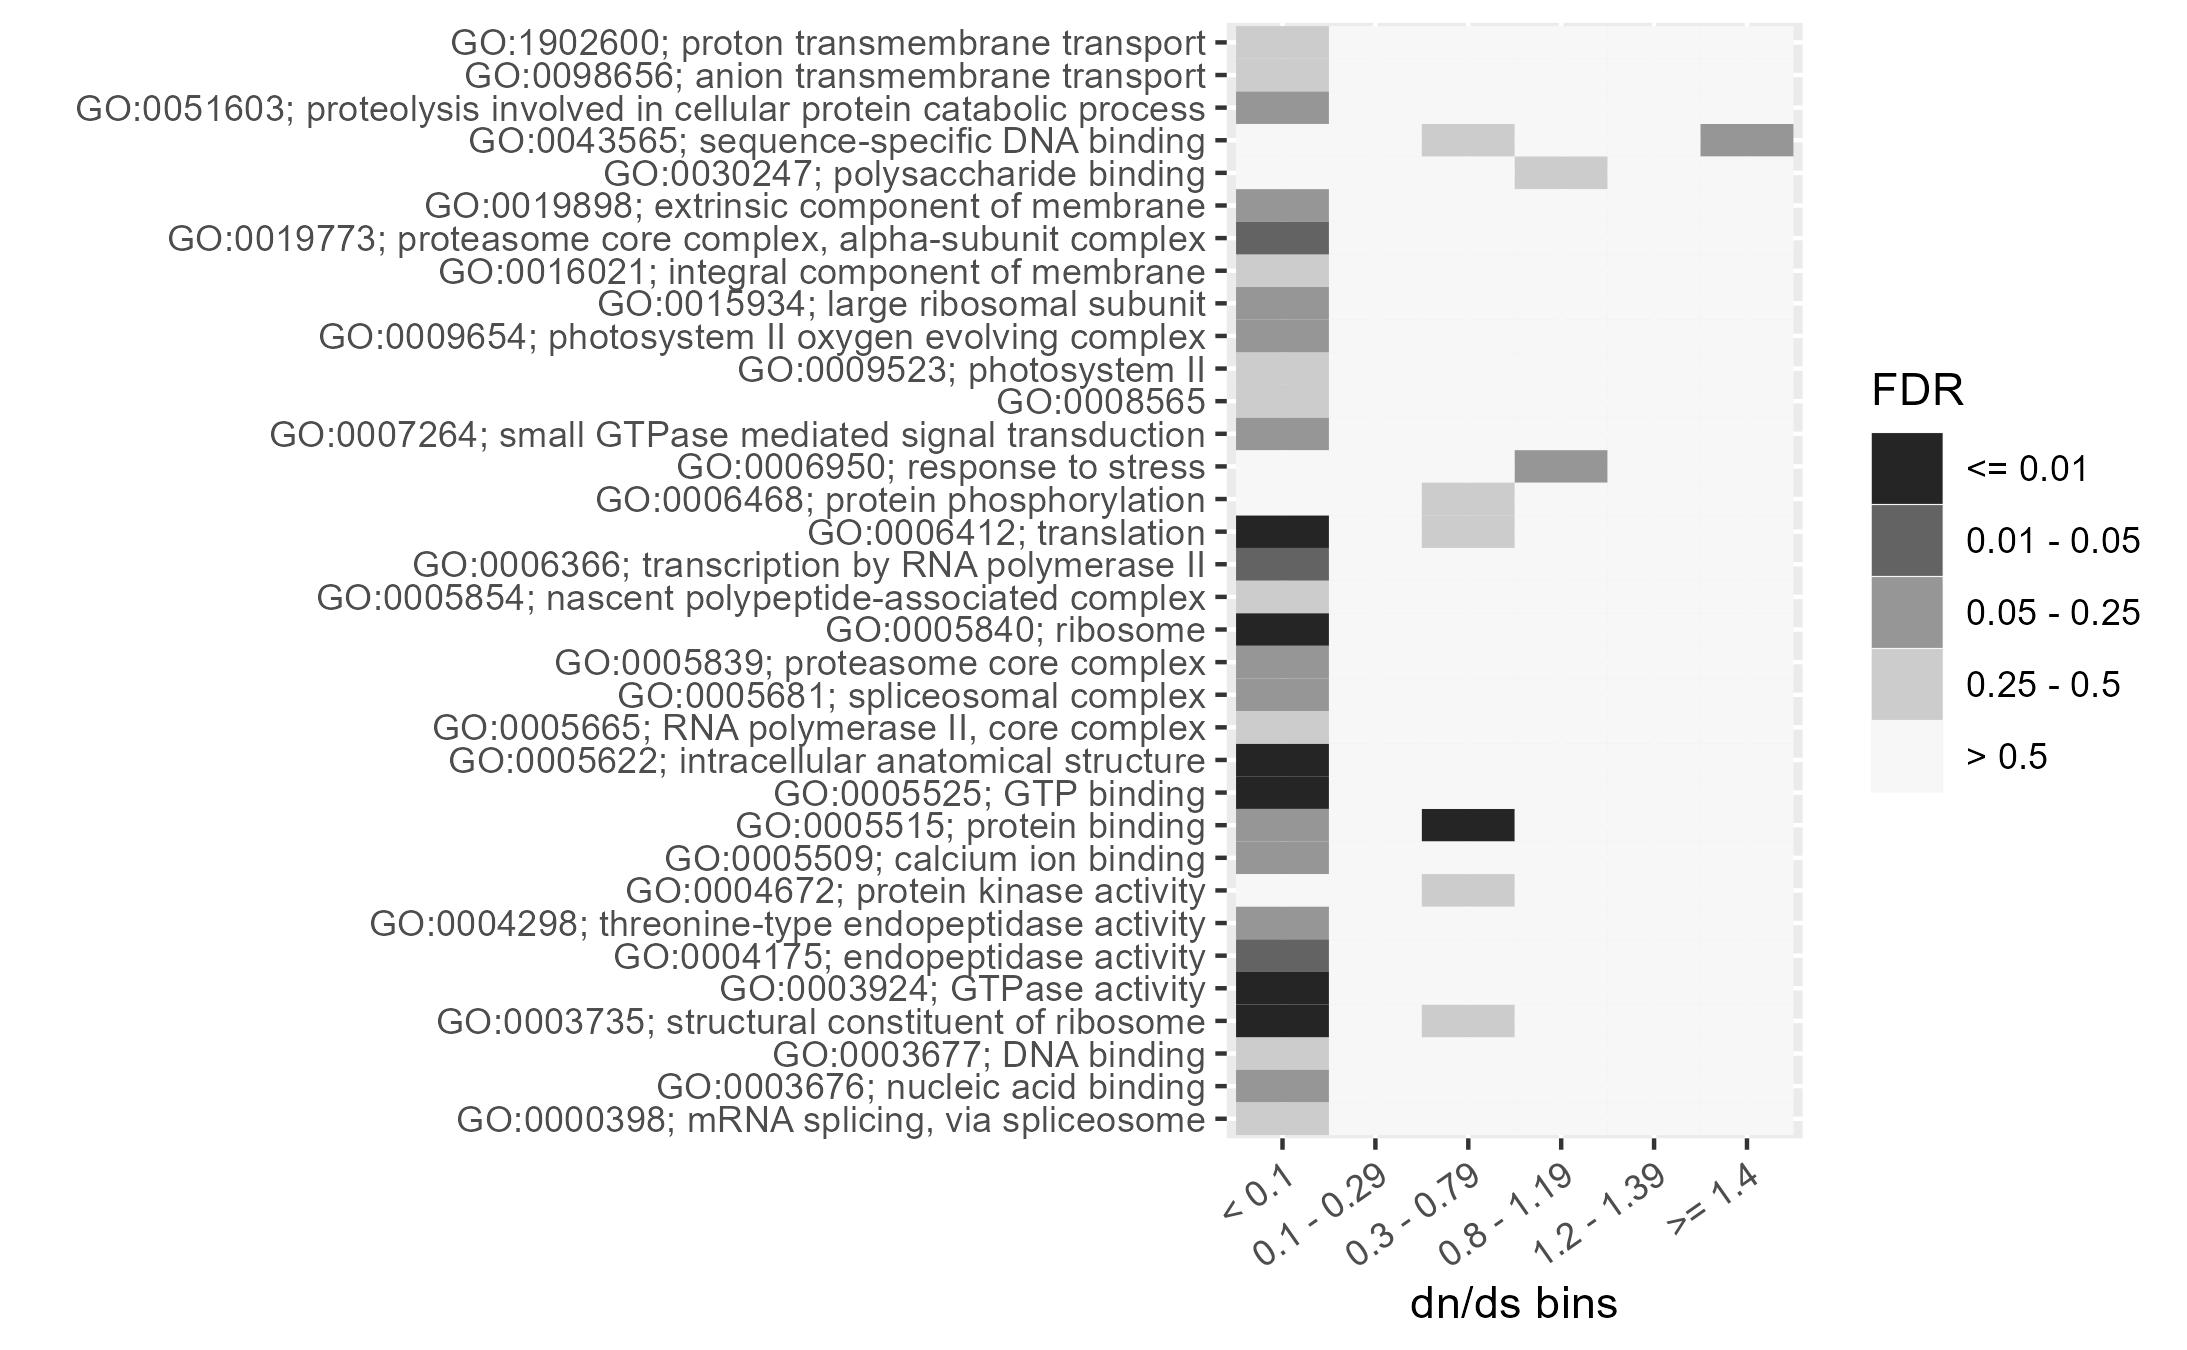 GO:1902600; proton transmembrane transport
GO:0098656; anion transmembrane transport
GO:0051603; proteolysis involved in cellular protein catabolic process
GO:0043565; sequence-specific DNA binding
GO:0030247; polysaccharide binding
GO:0019898; extrinsic component of membrane
GO:0019773; proteasome core complex, alpha-subunit complex
GO:0016021; integral component of membrane
GO:0015934; large ribosomal subunit
GO:0009654; photosystem II oxygen evolving complex
GO:0009523; photosystem II
GO:0008565
GO:0007264; small GTPase mediated signal transduction
GO:0006950; response to stress
GO:0006468; protein phosphorylation
GO:0006412; translation
GO:0006366; transcription by RNA polymerase II
GO:0005854; nascent polypeptide-associated complex
GO:0005840; ribosome
GO:0005839; proteasome core complex
GO:0005681; spliceosomal complex
GO:0005665; RNA polymerase II, core complex
GO:0005622; intracellular anatomical structure
GO:0005525; GTP binding
GO:0005515; protein binding
GO:0005509; calcium ion binding
GO:0004672; protein kinase activity
GO:0004298; threonine-type endopeptidase activity
GO:0004175; endopeptidase activity
GO:0003924; GTPase activity
GO:0003735; structural constituent of ribosome
GO:0003677; DNA binding
GO:0003676; nucleic acid binding
GO:0000398; mRNA splicing, via spliceosome
< 0.1
0.1 - 0.29
0.3 - 0.79
0.8 - 1.19
1.2 - 1.39
>= 1.4
dn/ds bins
FDR
<= 0.01
0.01 - 0.05
0.05 - 0.25
0.25 - 0.5
> 0.5